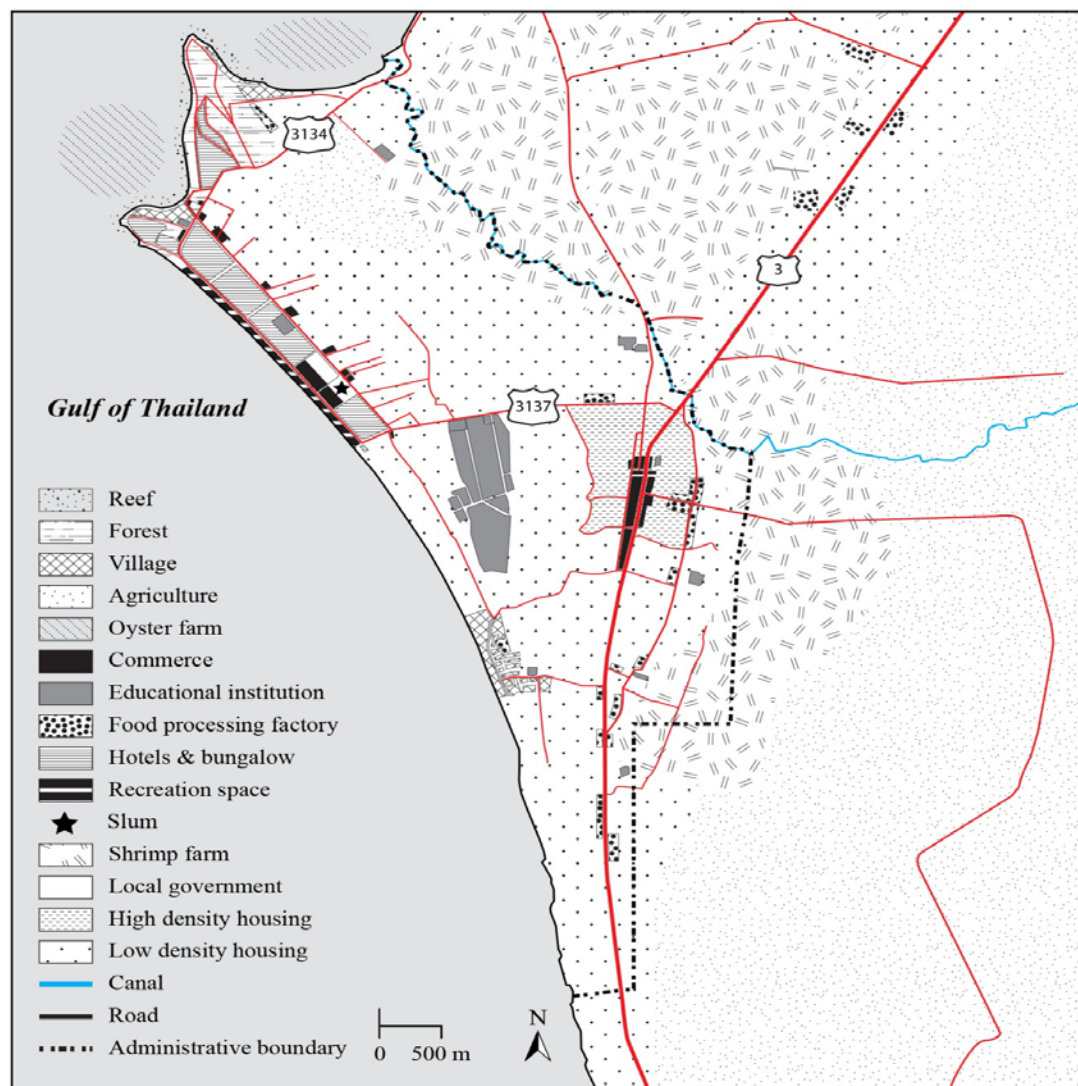 3134
3
3137
Gulf of Thailand
Reef
Forest
Village
Agriculture
Oyster farm
Commerce
Educational institution
Food processing factory
Hotels & bungalow
Recreation space
Slum
Shrimp farm
Local government
High density housing
Low density housing
Canal
Road
Administrative boundary
0 500 m
N